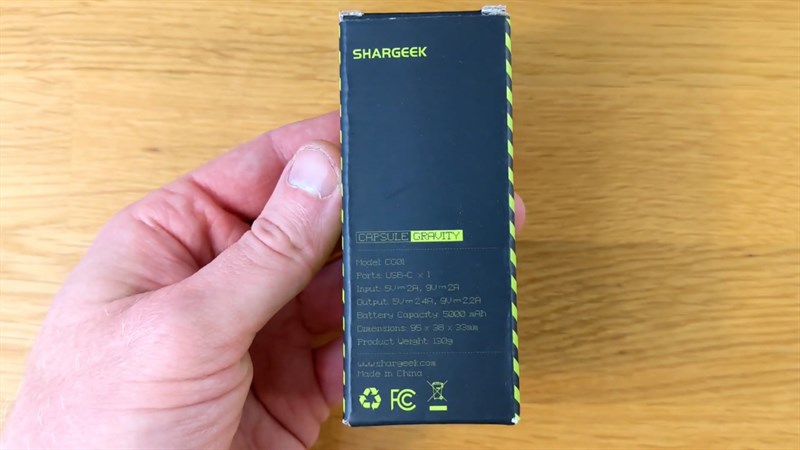 SHARGEEK
CAPSULE GRAVITY
Model: CG01
Ports: USB-C x 1
Input: 5V⎓2A, 9V⎓2A
Output: 5V⎓2.4A, 9V⎓2.2A
Battery Capacity: 5000 mAh
Dimensions: 95 x 38 x 33mm
Product Weight: 130g
www.shargeek.com
Made in China
FC